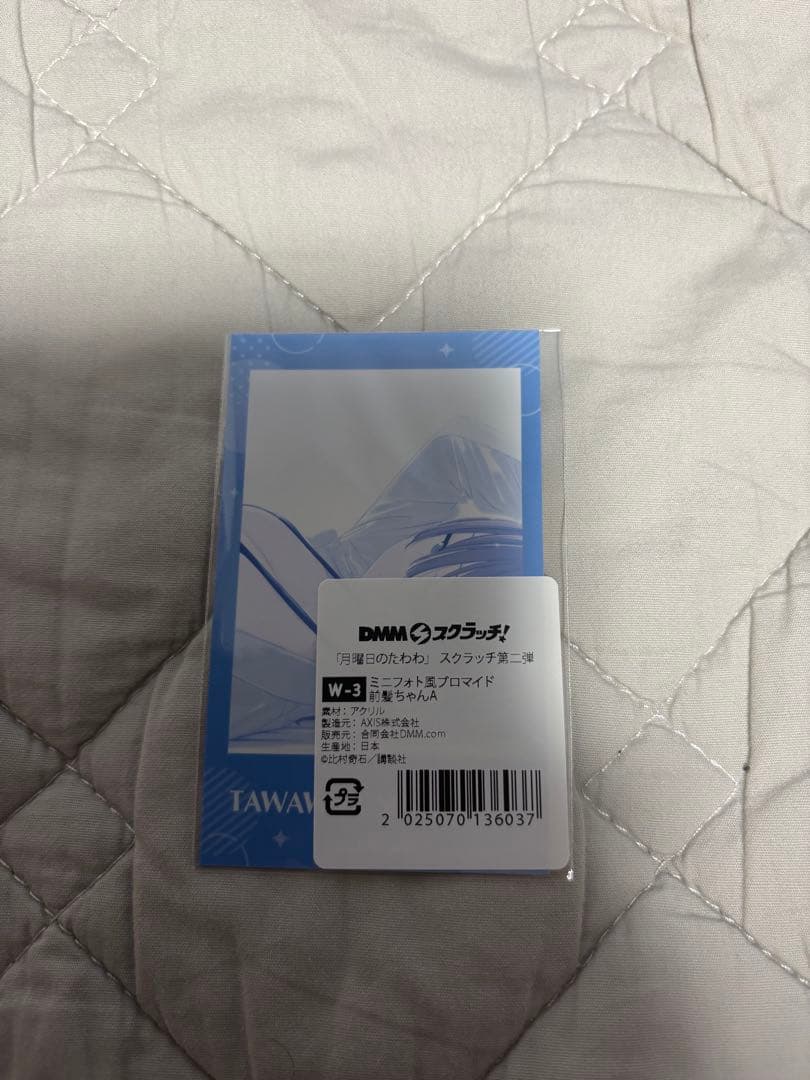 DMMスクラッチ!
「月曜日のたわわ」 スクラッチ第二弾
W-3 ミニフォト風ブロマイド
前髪ちゃんA
素材：アクリル
製造元：AXIS株式会社
販売元：合同会社DMM.com
生産地：日本
©比村奇石／講談社
プラ
2 025070 136037
TAWAW